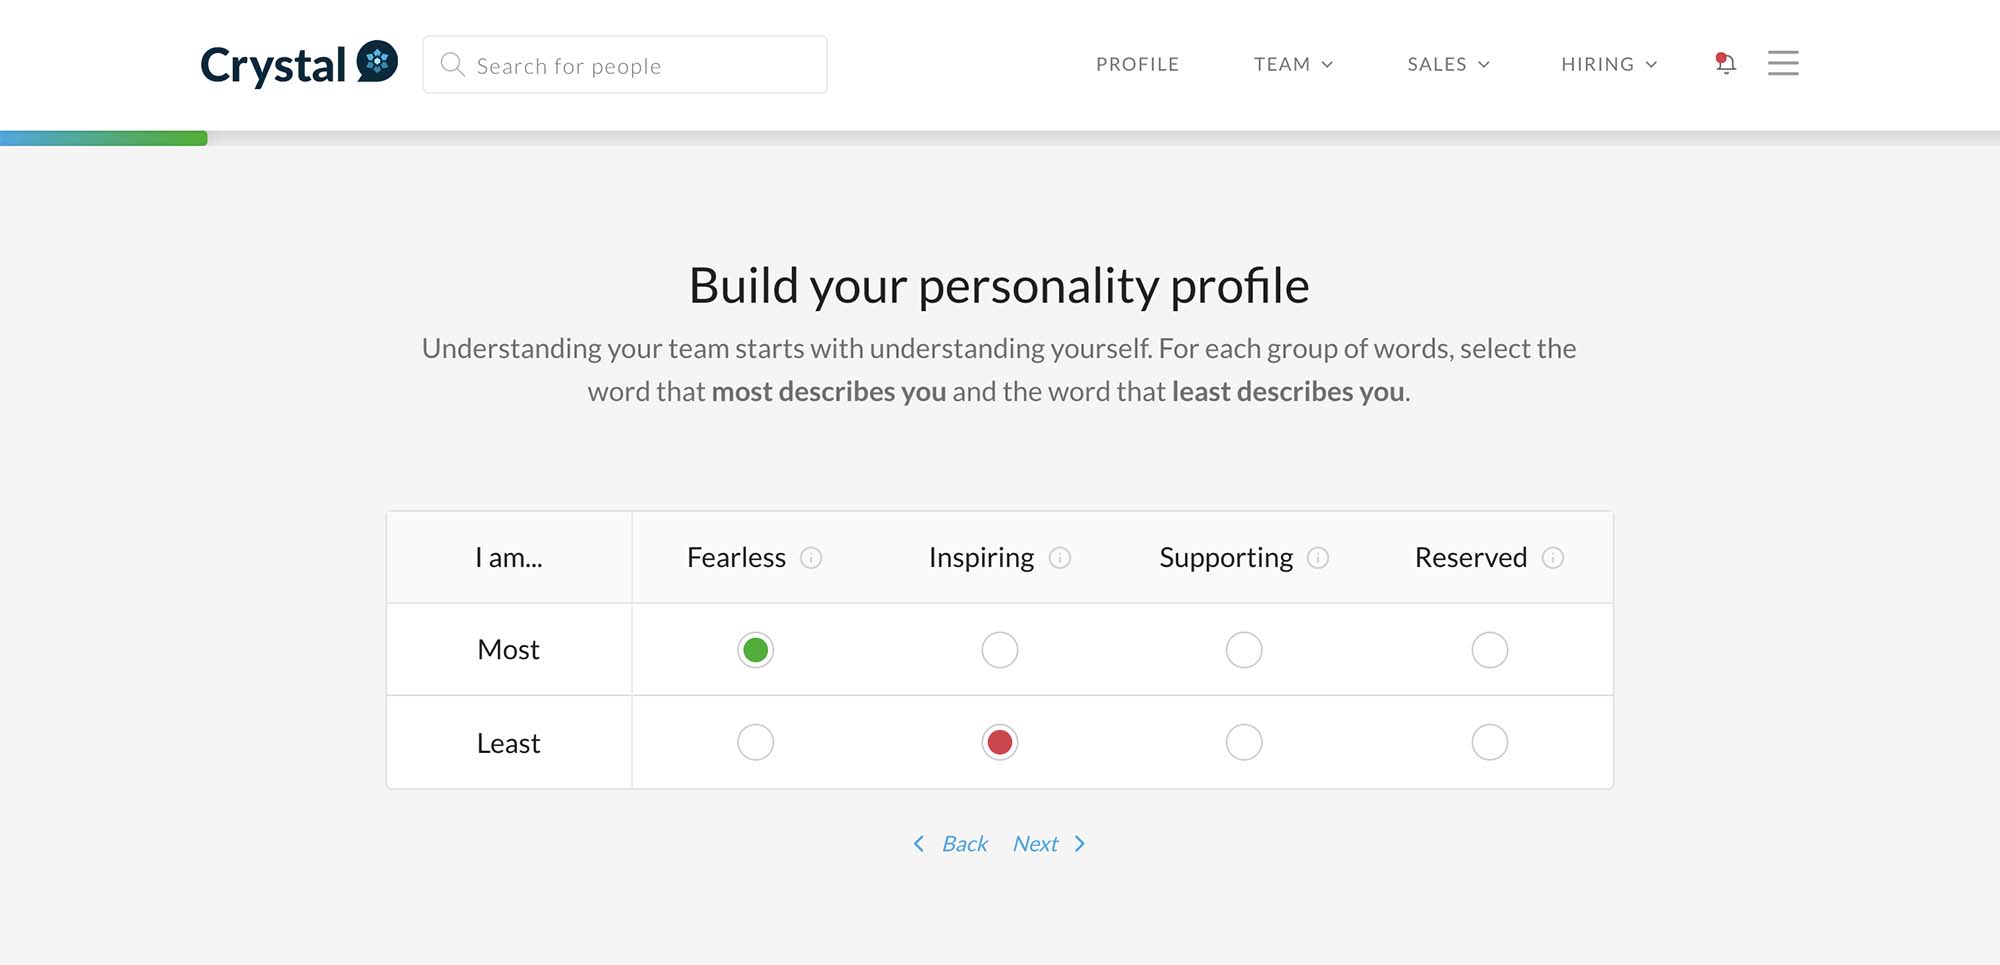 Crystal
Search for people
PROFILE
TEAM
SALES
HIRING
Build your personality profile
Understanding your team starts with understanding yourself. For each group of words, select the
word that most describes you and the word that least describes you.
I am... Fearless Inspiring Supporting Reserved
Most
Least
Back Next